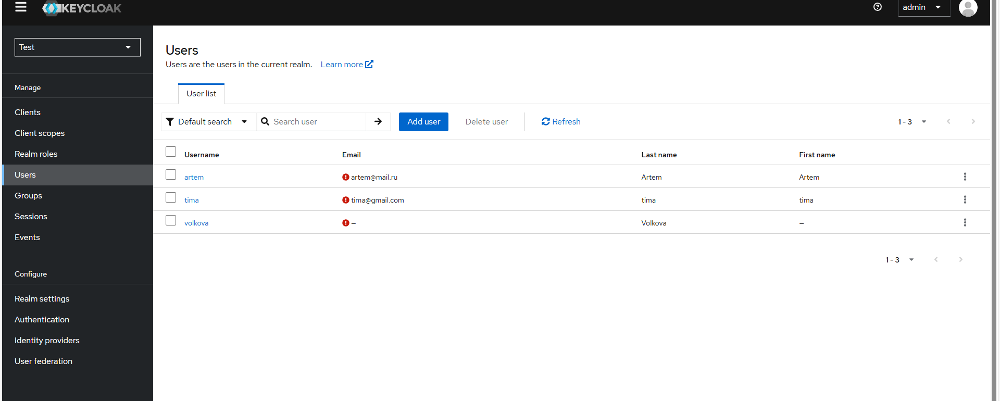 KEYCLOAK
admin
Test
Manage
Clients
Client scopes
Realm roles
Users
Groups
Sessions
Events
Configure
Realm settings
Authentication
Identity providers
User federation
Users
Users are the users in the current realm. Learn more
User list
Default search Search user Add user Delete user Refresh 1 - 3
Username Email Last name First name
artem artem@mail.ru Artem Artem
tima tima@gmail.com tima tima
volkova – Volkova –
1 - 3